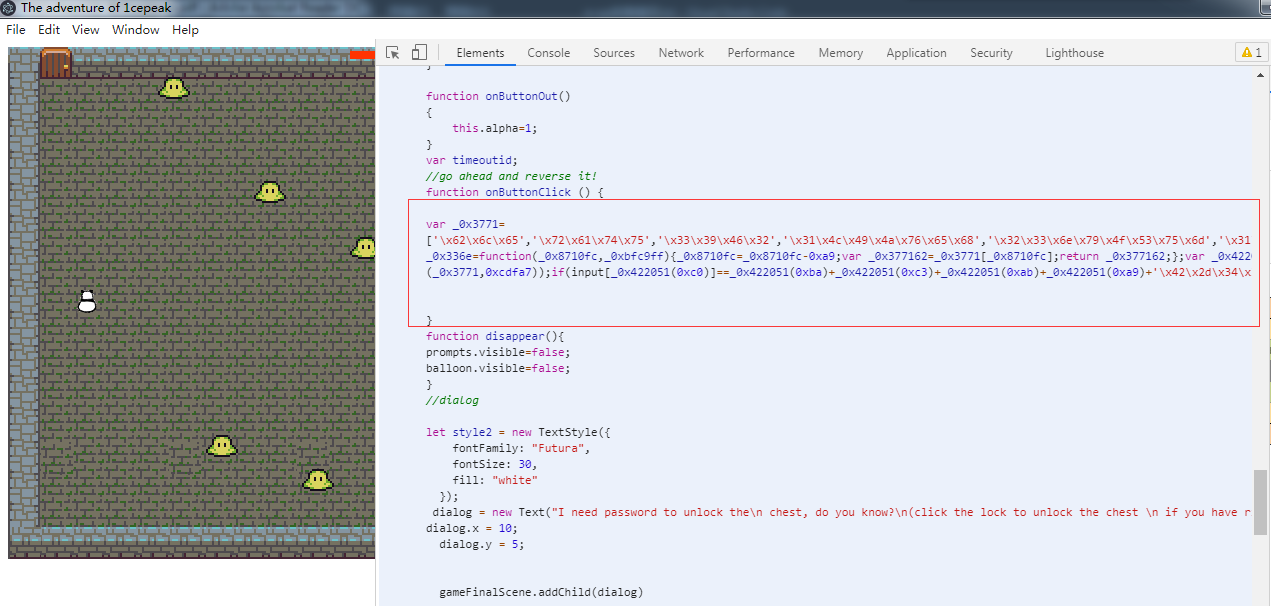 The adventure of 1cepeak
File Edit View Window Help
Elements Console Sources Network Performance Memory Application Security Lighthouse 1
}
function onButtonOut()
{
this.alpha=1;
}
var timeoutid;
//go ahead and reverse it!
function onButtonClick () {
var _0x3771=
['\x62\x6c\x65','\x72\x61\x74\x75','\x33\x39\x46\x32','\x31\x4c\x49\x4a\x76\x65\x68','\x32\x33\x6e\x79\x4f\x53\x75\x6d','\x31
_0x336e=function(_0x8710fc,_0xbfc9ff){_0x8710fc=_0x8710fc-0xa9;var _0x377162=_0x3771[_0x8710fc];return _0x377162;};var _0x422
(_0x3771,0xcdfa7));if(input[_0x422051(0xc0)]==_0x422051(0xba)+_0x422051(0xc3)+_0x422051(0xab)+_0x422051(0xa9)+'\x42\x2d\x34\x
}
function disappear(){
prompts.visible=false;
balloon.visible=false;
}
//dialog
let style2 = new TextStyle({
fontFamily: "Futura",
fontSize: 30,
fill: "white"
});
dialog = new Text("I need password to unlock the\n chest, do you know?\n(click the lock to unlock the chest \n if you have r
dialog.x = 10;
dialog.y = 5;
gameFinalScene.addChild(dialog)